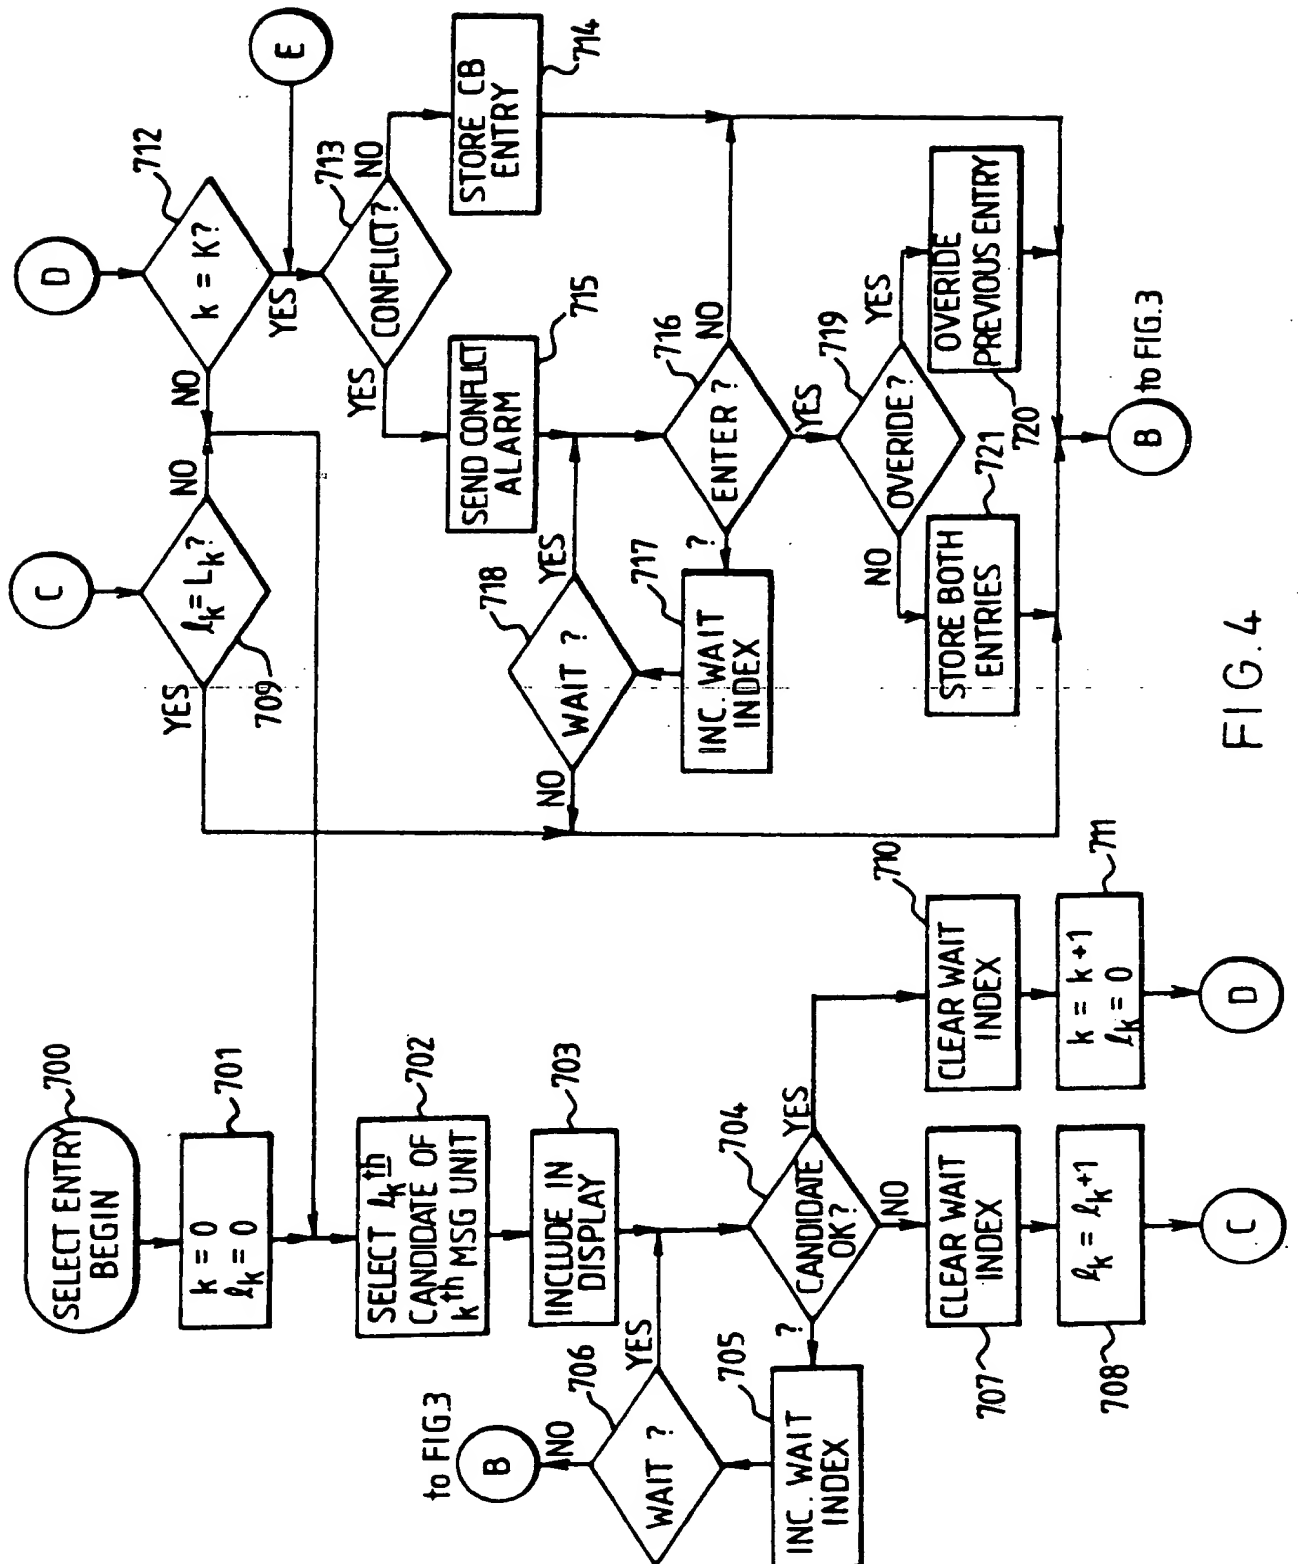 SELECT ENTRY
BEGIN
700
k = 0
ℓk = 0
701
SELECT ℓkth
CANDIDATE OF
kth MSG UNIT
702
INCLUDE IN
DISPLAY
703
CANDIDATE
OK?
704
YES
NO
?
INC. WAIT
INDEX
705
WAIT ?
706
YES
NO
B
to FIG.3
CLEAR WAIT
INDEX
707
ℓk = ℓk+1
708
C
CLEAR WAIT
INDEX
710
k = k+1
ℓk = 0
711
D
C
ℓk = Lk?
709
YES
NO
D
k = K?
712
NO
YES
E
CONFLICT?
713
YES
NO
STORE CB
ENTRY
714
SEND CONFLICT
ALARM
715
ENTER ?
716
NO
YES
?
INC. WAIT
INDEX
717
WAIT ?
718
YES
NO
OVERRIDE?
719
YES
NO
OVERRIDE
PREVIOUS ENTRY
720
STORE BOTH
ENTRIES
721
B
to FIG.3
FIG.4